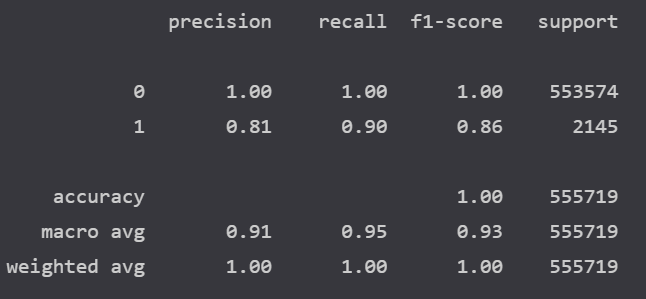 precision recall f1-score support
0 1.00 1.00 1.00 553574
1 0.81 0.90 0.86 2145
accuracy 1.00 555719
macro avg 0.91 0.95 0.93 555719
weighted avg 1.00 1.00 1.00 555719